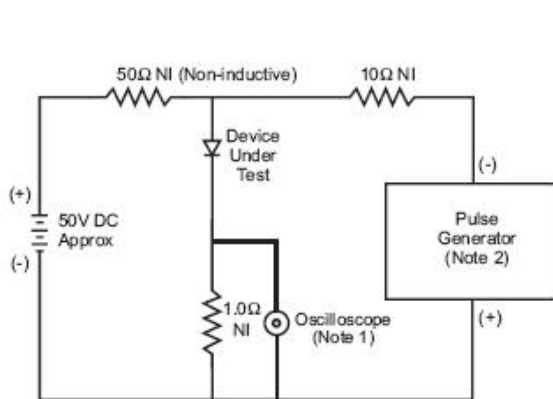 50Ω NI (Non-inductive)
10Ω NI
Device
Under
Test
(+)
50V DC
Approx
(-)
(-)
Pulse
Generator
(Note 2)
(+)
1.0Ω
NI
Oscilloscope
(Note 1)